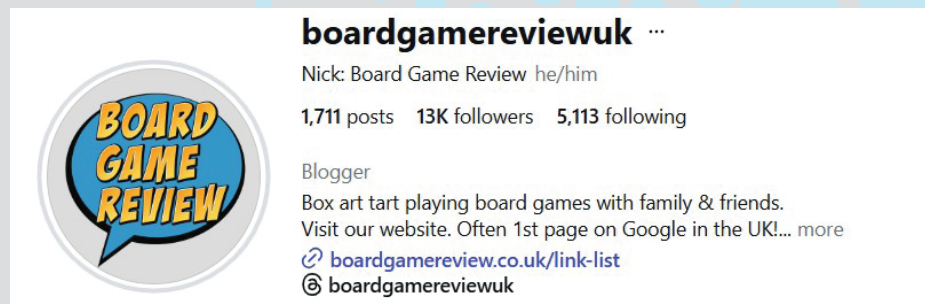 boardgamereviewuk ...
Nick: Board Game Review he/him
1,711 posts 13K followers 5,113 following
BOARD
GAME
REVIEW
Blogger
Box art tart playing board games with family & friends.
Visit our website. Often 1st page on Google in the UK!... more
boardgamereview.co.uk/link-list
boardgamereviewuk